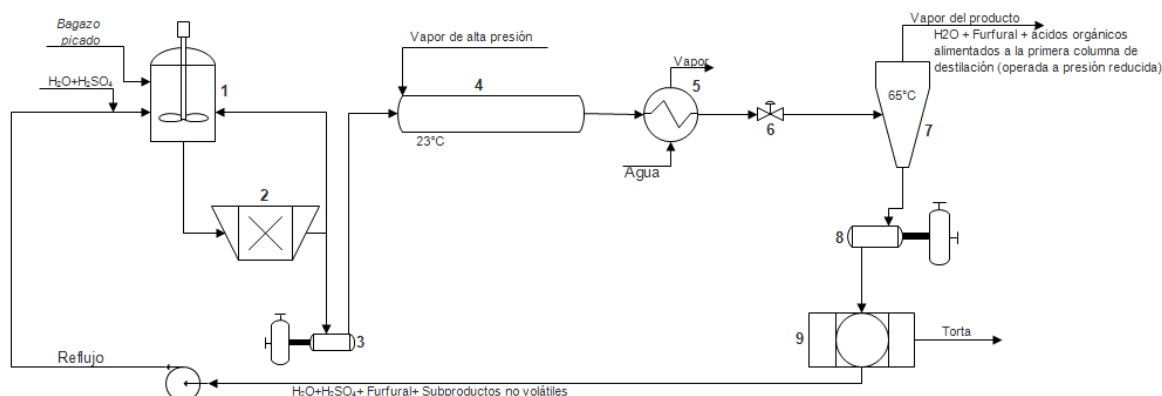 Bagazo
picado
H₂O+H₂SO₄
1
2
3
Reflujo
H₂O+H₂SO₄+ Furfural+ Subproductos no volátiles
Vapor de alta presión
4
23°C
Vapor
5
Agua
6
Vapor del producto
H2O + Furfural + ácidos orgánicos
alimentados a la primera columna de
destilación (operada a presión reducida)
65°C
7
8
9
Torta